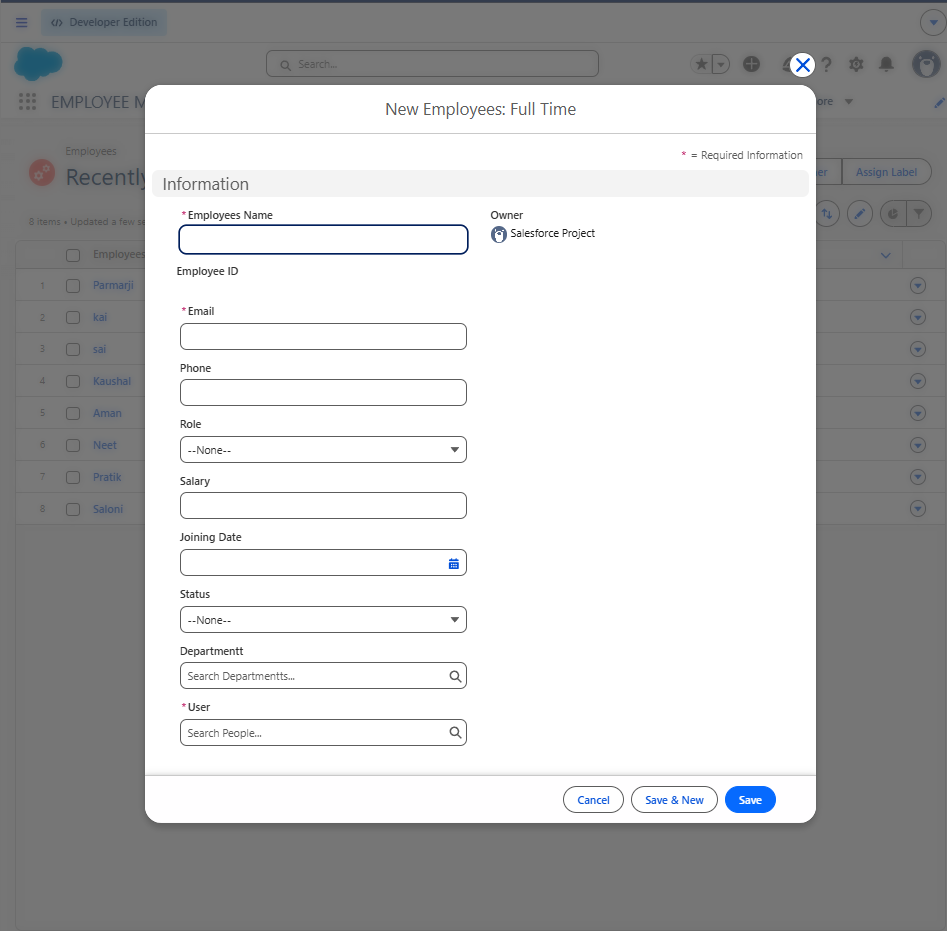 </> Developer Edition
Search...
EMPLOYEE M
ore
New Employees: Full Time
* = Required Information
Employees
Recently
Assign Label
Information
8 items • Updated a few se
*Employees Name
Owner
Salesforce Project
Employees
Employee ID
1 Parmarji
*Email
2 kai
3 sai
Phone
4 Kaushal
5 Aman
Role
--None--
6 Neet
7 Pratik
Salary
8 Saloni
Joining Date
Status
--None--
Departmentt
Search Departmentts...
*User
Search People...
Cancel
Save & New
Save